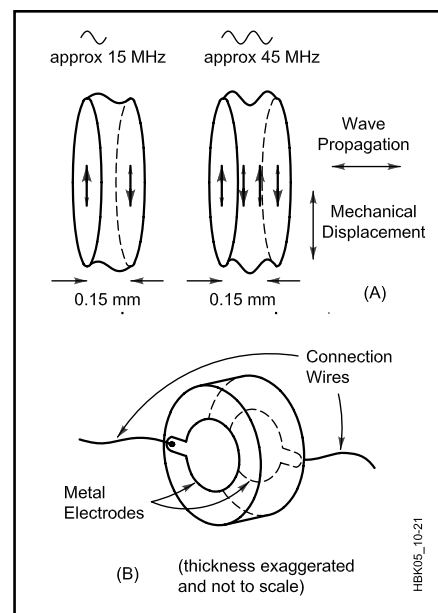 approx 15 MHz
approx 45 MHz
Wave
Propagation
Mechanical
Displacement
0.15 mm
0.15 mm
(A)
Connection
Wires
Metal
Electrodes
(B)
(thickness exaggerated
and not to scale)
HBK05_10-21